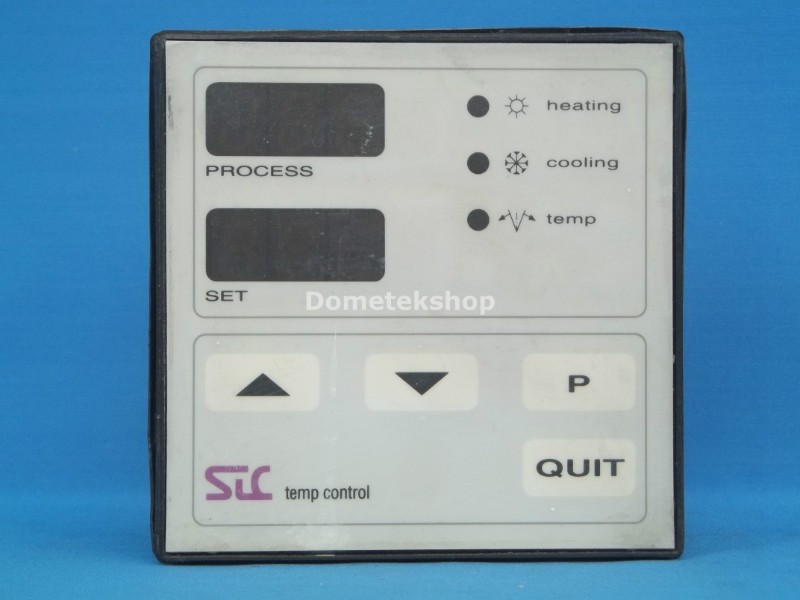 PROCESS
heating
cooling
temp
SET
Dometekshop
P
QUIT
SLC temp control